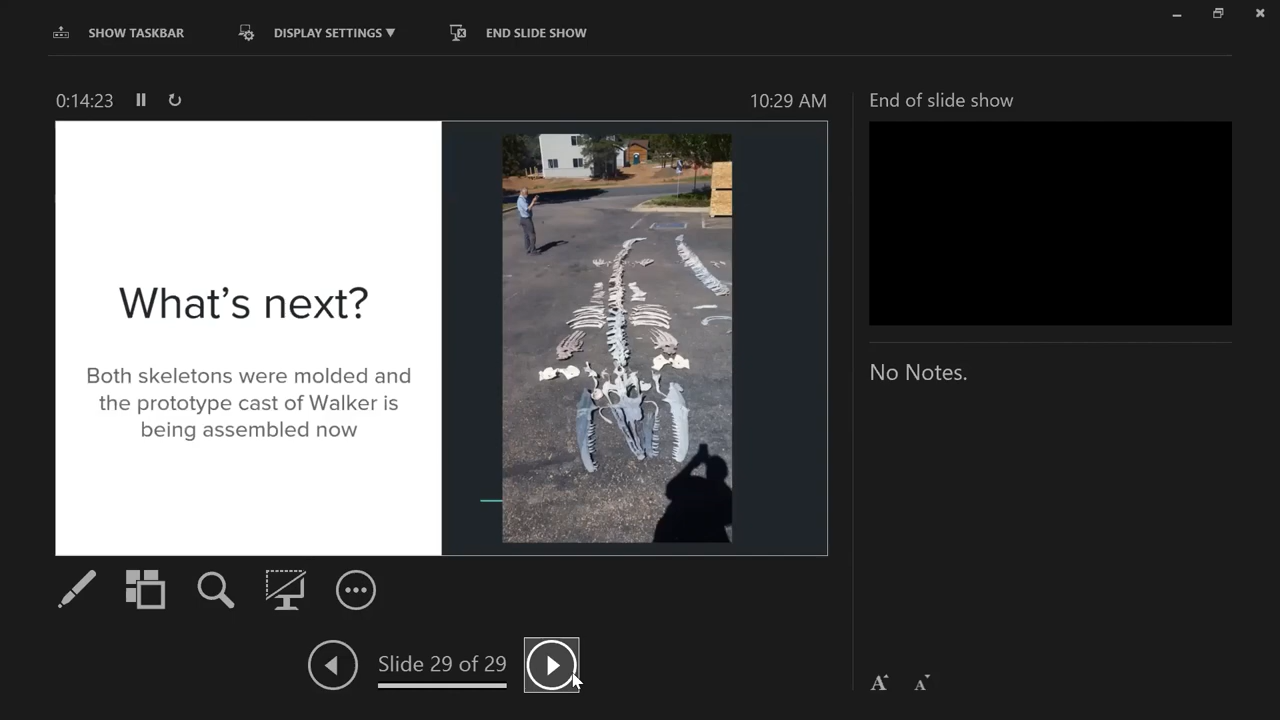 SHOW TASKBAR
DISPLAY SETTINGS ▼
END SLIDE SHOW
0:14:23
10:29 AM
What’s next?
Both skeletons were molded and
the prototype cast of Walker is
being assembled now
Slide 29 of 29
End of slide show
No Notes.
A A